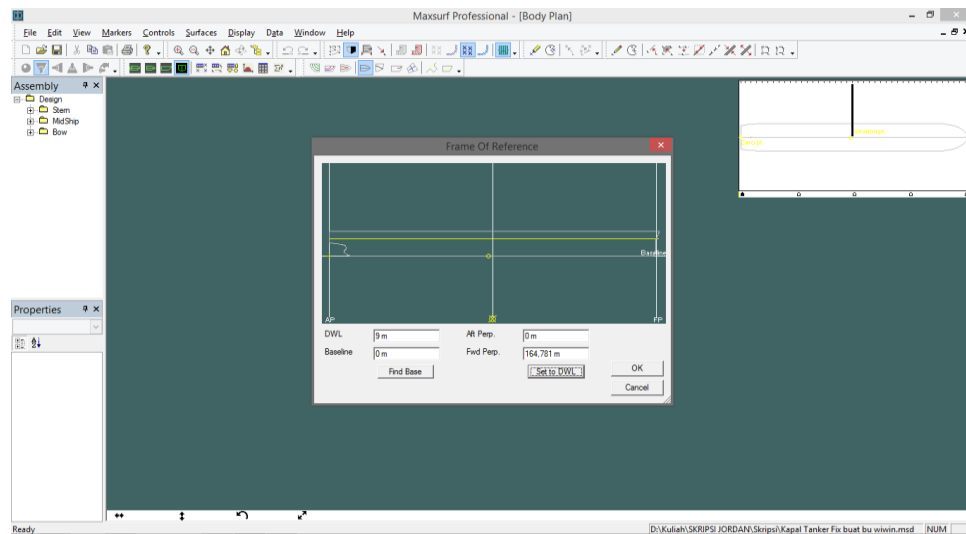 Maxsurf Professional - [Body Plan]
File Edit View Markers Controls Surfaces Display Data Window Help
Assembly
Design
Stern
MidShip
Bow
Frame Of Reference
Baseline
AP
FP
DWL 9 m Aft Perp. 0 m
Baseline 0 m Fwd Perp. 164,781 m
Find Base Set to DWL OK
Cancel
Properties
Ready D:\Kuliah\SKRIPSI JORDAN\Skripsi\Kapal Tanker Fix buat bu wiwin.msd NUM